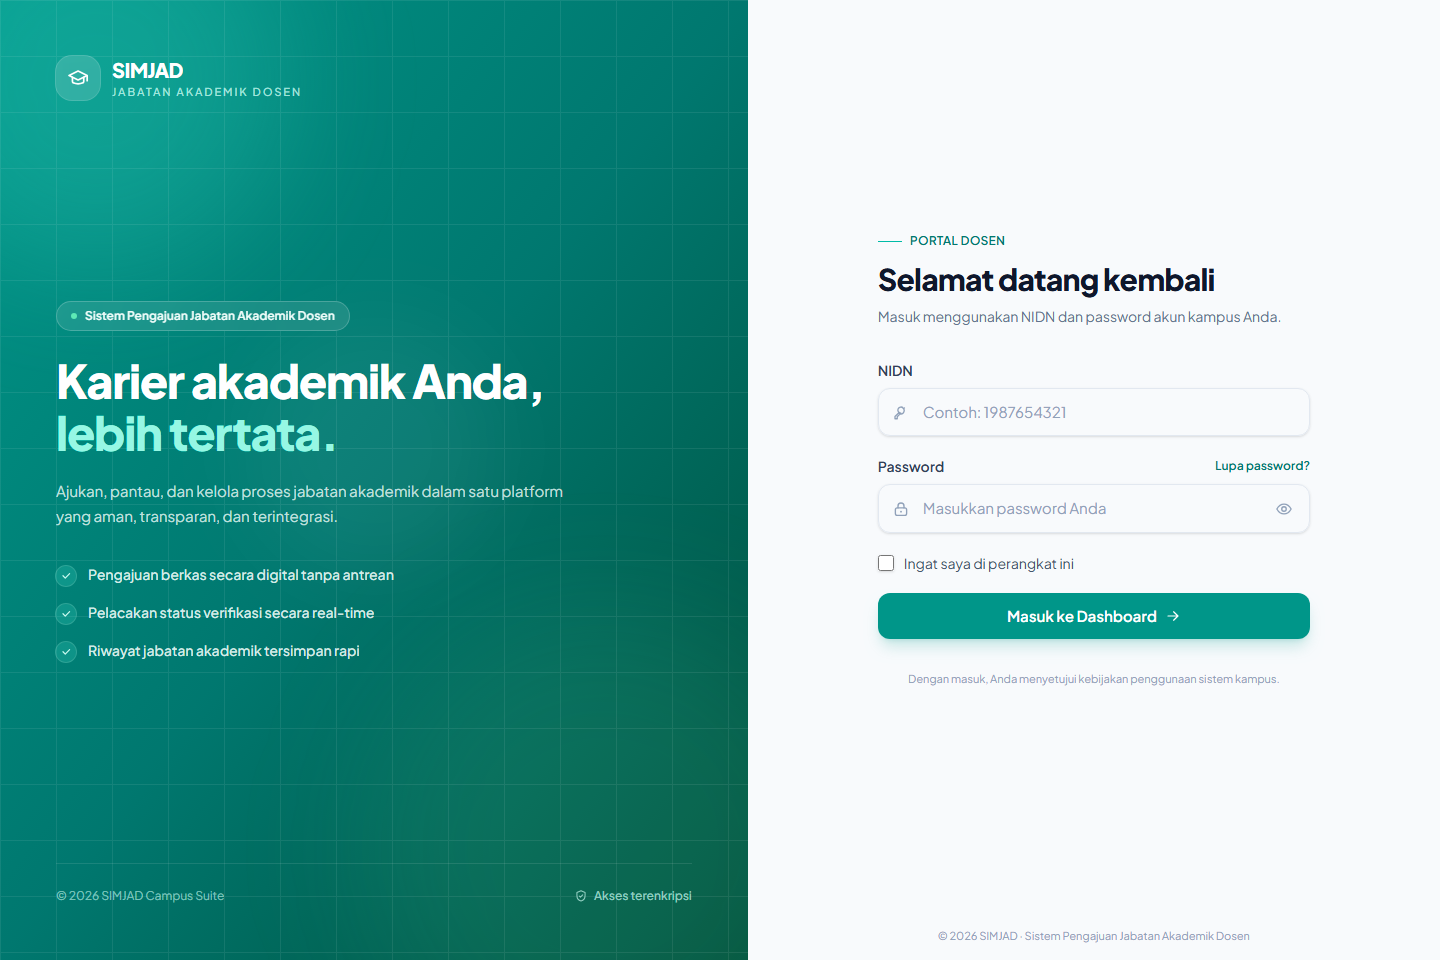 SIMJAD
JABATAN AKADEMIK DOSEN
Sistem Pengajuan Jabatan Akademik Dosen
Karier akademik Anda,
lebih tertata.
Ajukan, pantau, dan kelola proses jabatan akademik dalam satu platform
yang aman, transparan, dan terintegrasi.
Pengajuan berkas secara digital tanpa antrean
Pelacakan status verifikasi secara real-time
Riwayat jabatan akademik tersimpan rapi
© 2026 SIMJAD Campus Suite
Akses terenkripsi
PORTAL DOSEN
Selamat datang kembali
Masuk menggunakan NIDN dan password akun kampus Anda.
NIDN
Contoh: 1987654321
Password
Lupa password?
Masukkan password Anda
Ingat saya di perangkat ini
Masuk ke Dashboard
Dengan masuk, Anda menyetujui kebijakan penggunaan sistem kampus.
© 2026 SIMJAD · Sistem Pengajuan Jabatan Akademik Dosen